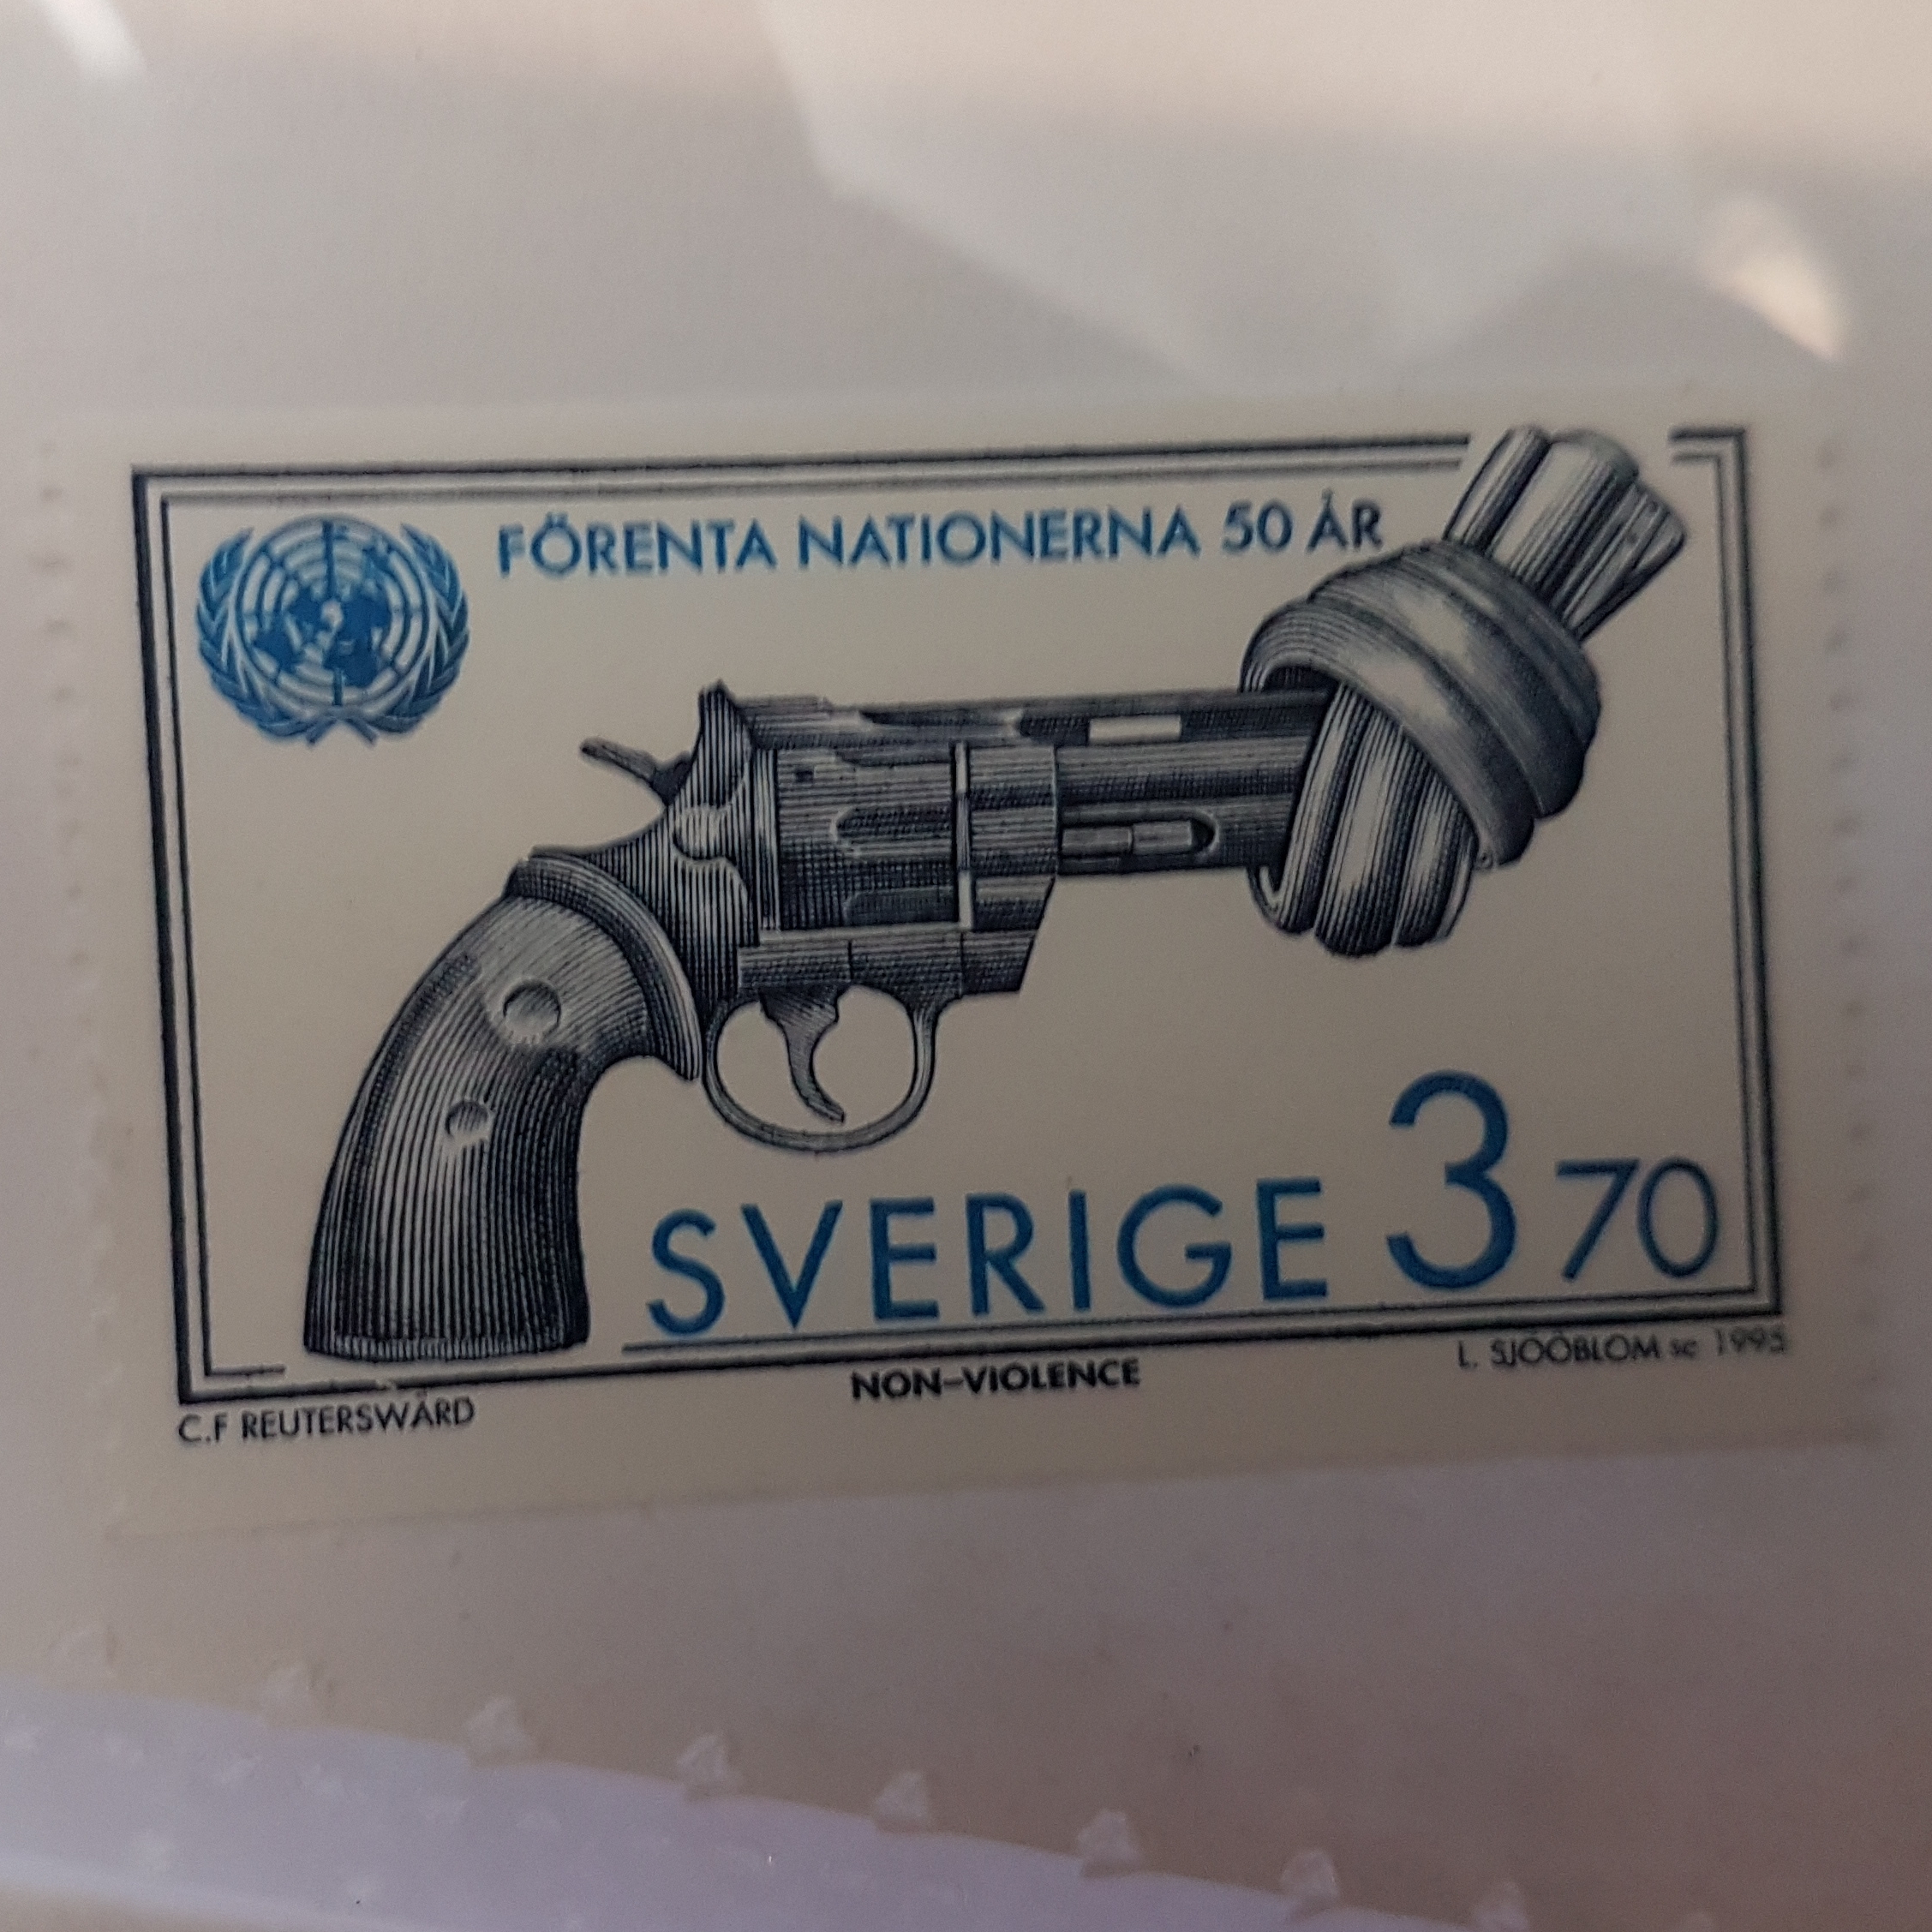 FÖRENTA NATIONERNA 50 ÅR
SVERIGE 3 70
C.F REUTERSWÄRD
NON-VIOLENCE
L. SJÖÖBLOM sc 1995